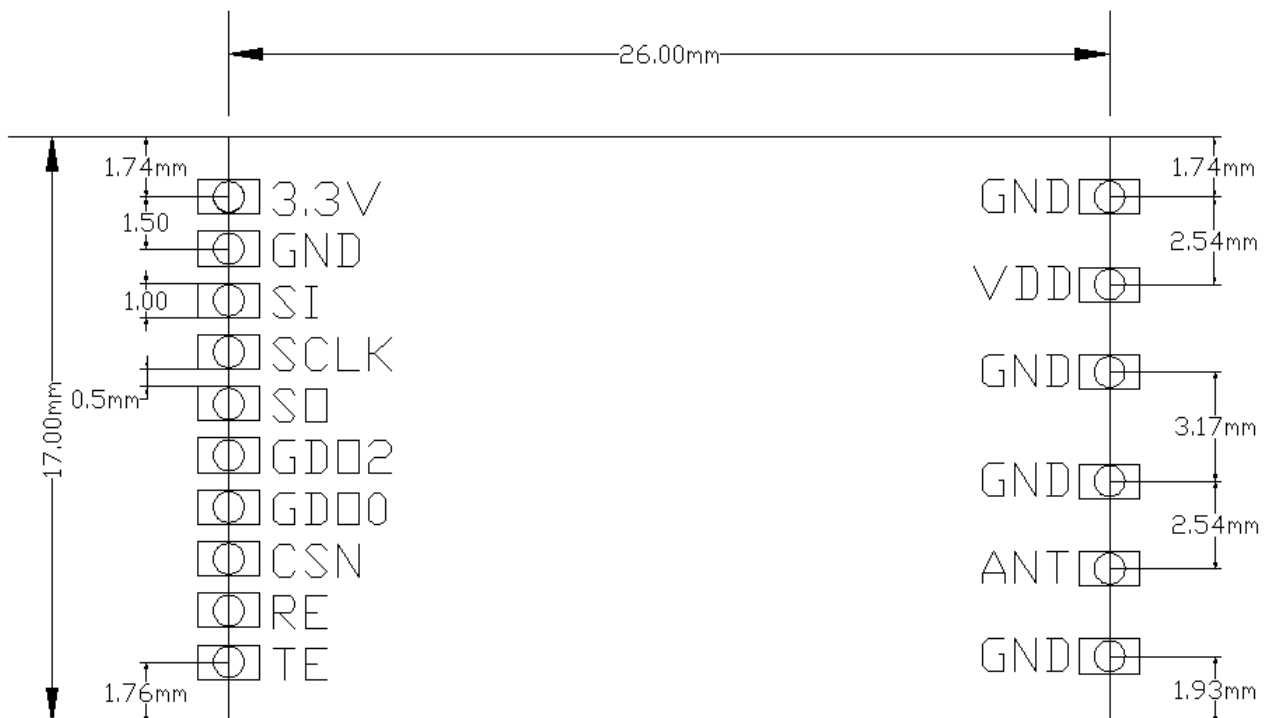 26.00mm
1.74mm
1.74mm
3.3V
GND
1.50
2.54mm
GND
VDD
1.00
SI
SCLK
GND
0.5mm
SO
17.00mm
3.17mm
GDO2
GND
GDO0
2.54mm
CSN
ANT
RE
TE
GND
1.76mm
1.93mm